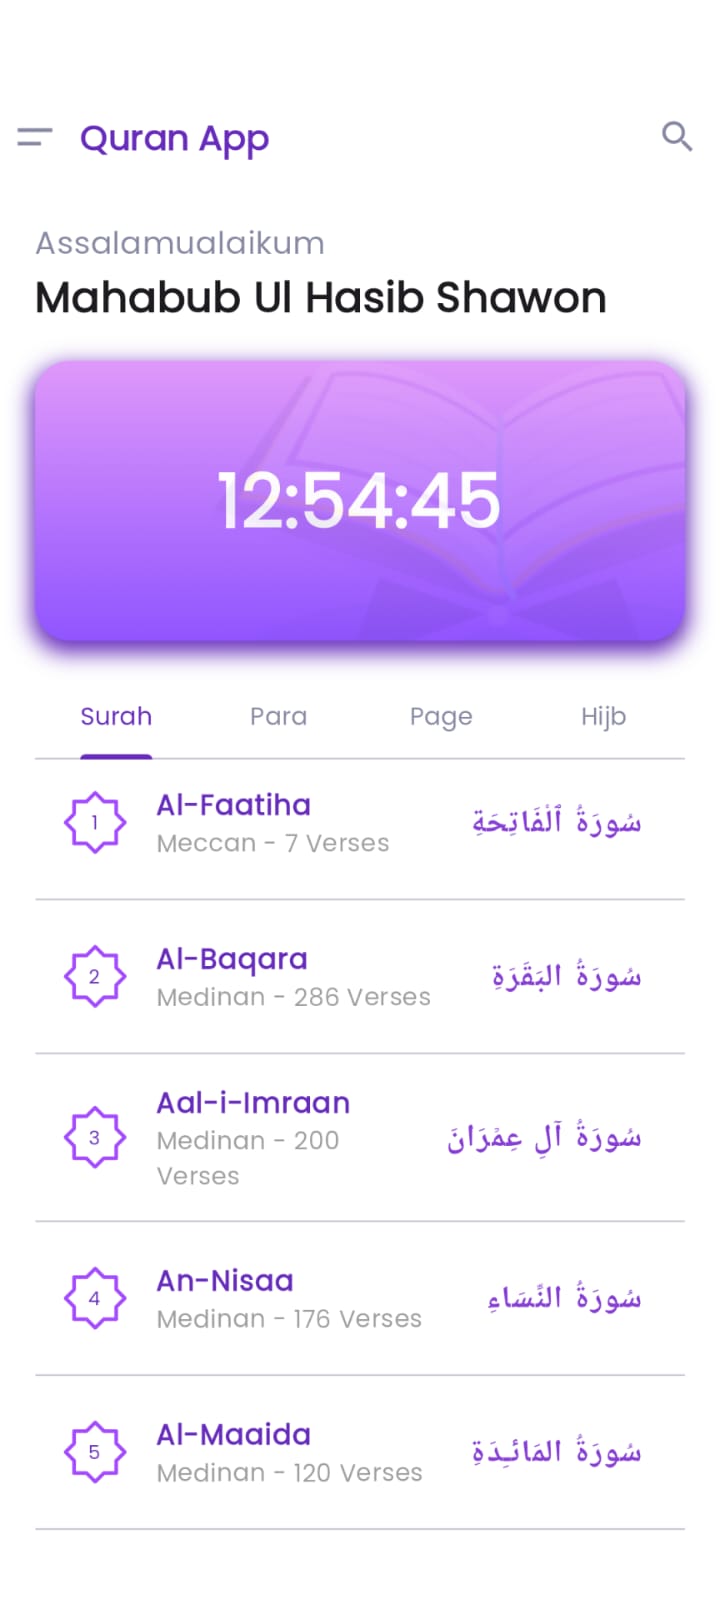 Quran App
Assalamualaikum
Mahabub Ul Hasib Shawon
12:54:45
Surah Para Page Hijb
1
Al-Faatiha
Meccan - 7 Verses
سُورَةُ ٱلْفَاتِحَةِ
2
Al-Baqara
Medinan - 286 Verses
سُورَةُ البَقَرَةِ
3
Aal-i-Imraan
Medinan - 200
Verses
سُورَةُ آلِ عِمۡرَانَ
4
An-Nisaa
Medinan - 176 Verses
سُورَةُ النِّسَاءِ
5
Al-Maaida
Medinan - 120 Verses
سُورَةُ المَائـِدَةِ